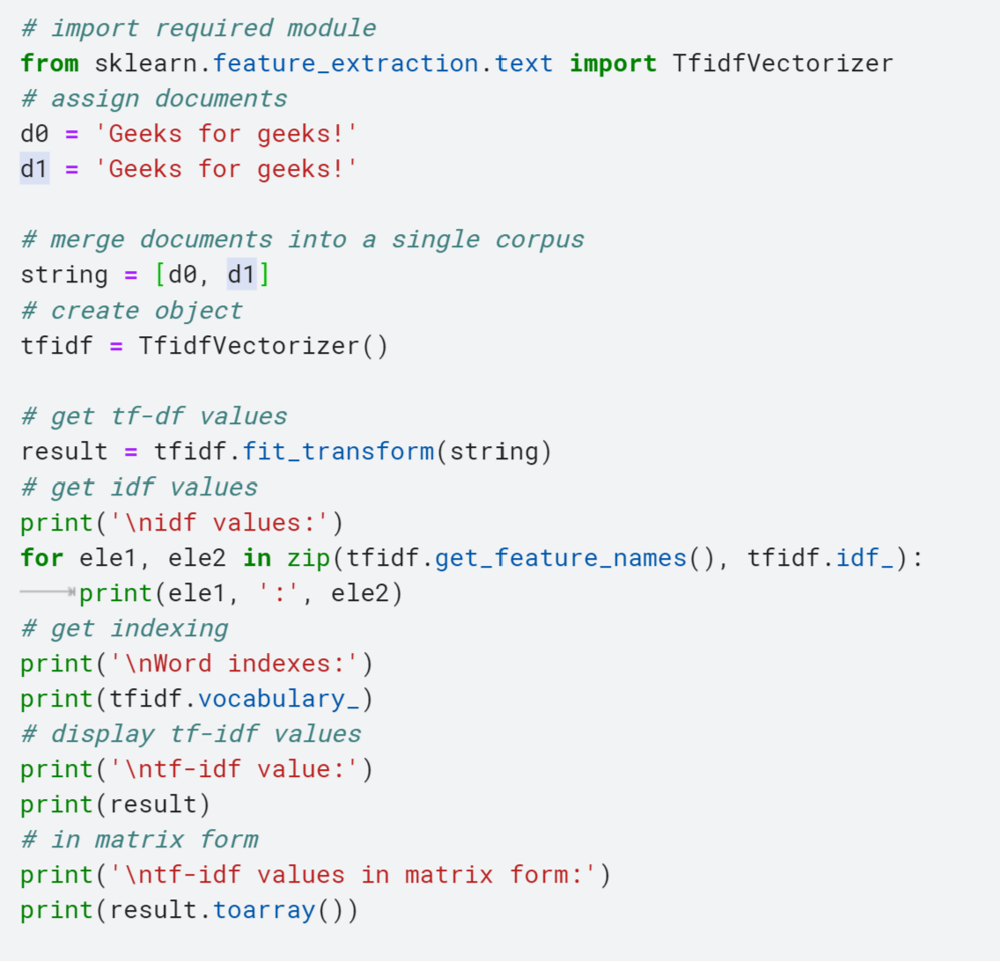 # import required module
from sklearn.feature_extraction.text import TfidfVectorizer
# assign documents
d0 = 'Geeks for geeks!'
d1 = 'Geeks for geeks!'
# merge documents into a single corpus
string = [d0, d1]
# create object
tfidf = TfidfVectorizer()
# get tf-df values
result = tfidf.fit_transform(string)
# get idf values
print('\nidf values:')
for ele1, ele2 in zip(tfidf.get_feature_names(), tfidf.idf_):
print(ele1, ':', ele2)
# get indexing
print('\nWord indexes:')
print(tfidf.vocabulary_)
# display tf-idf values
print('\ntf-idf value:')
print(result)
# in matrix form
print('\ntf-idf values in matrix form:')
print(result.toarray())